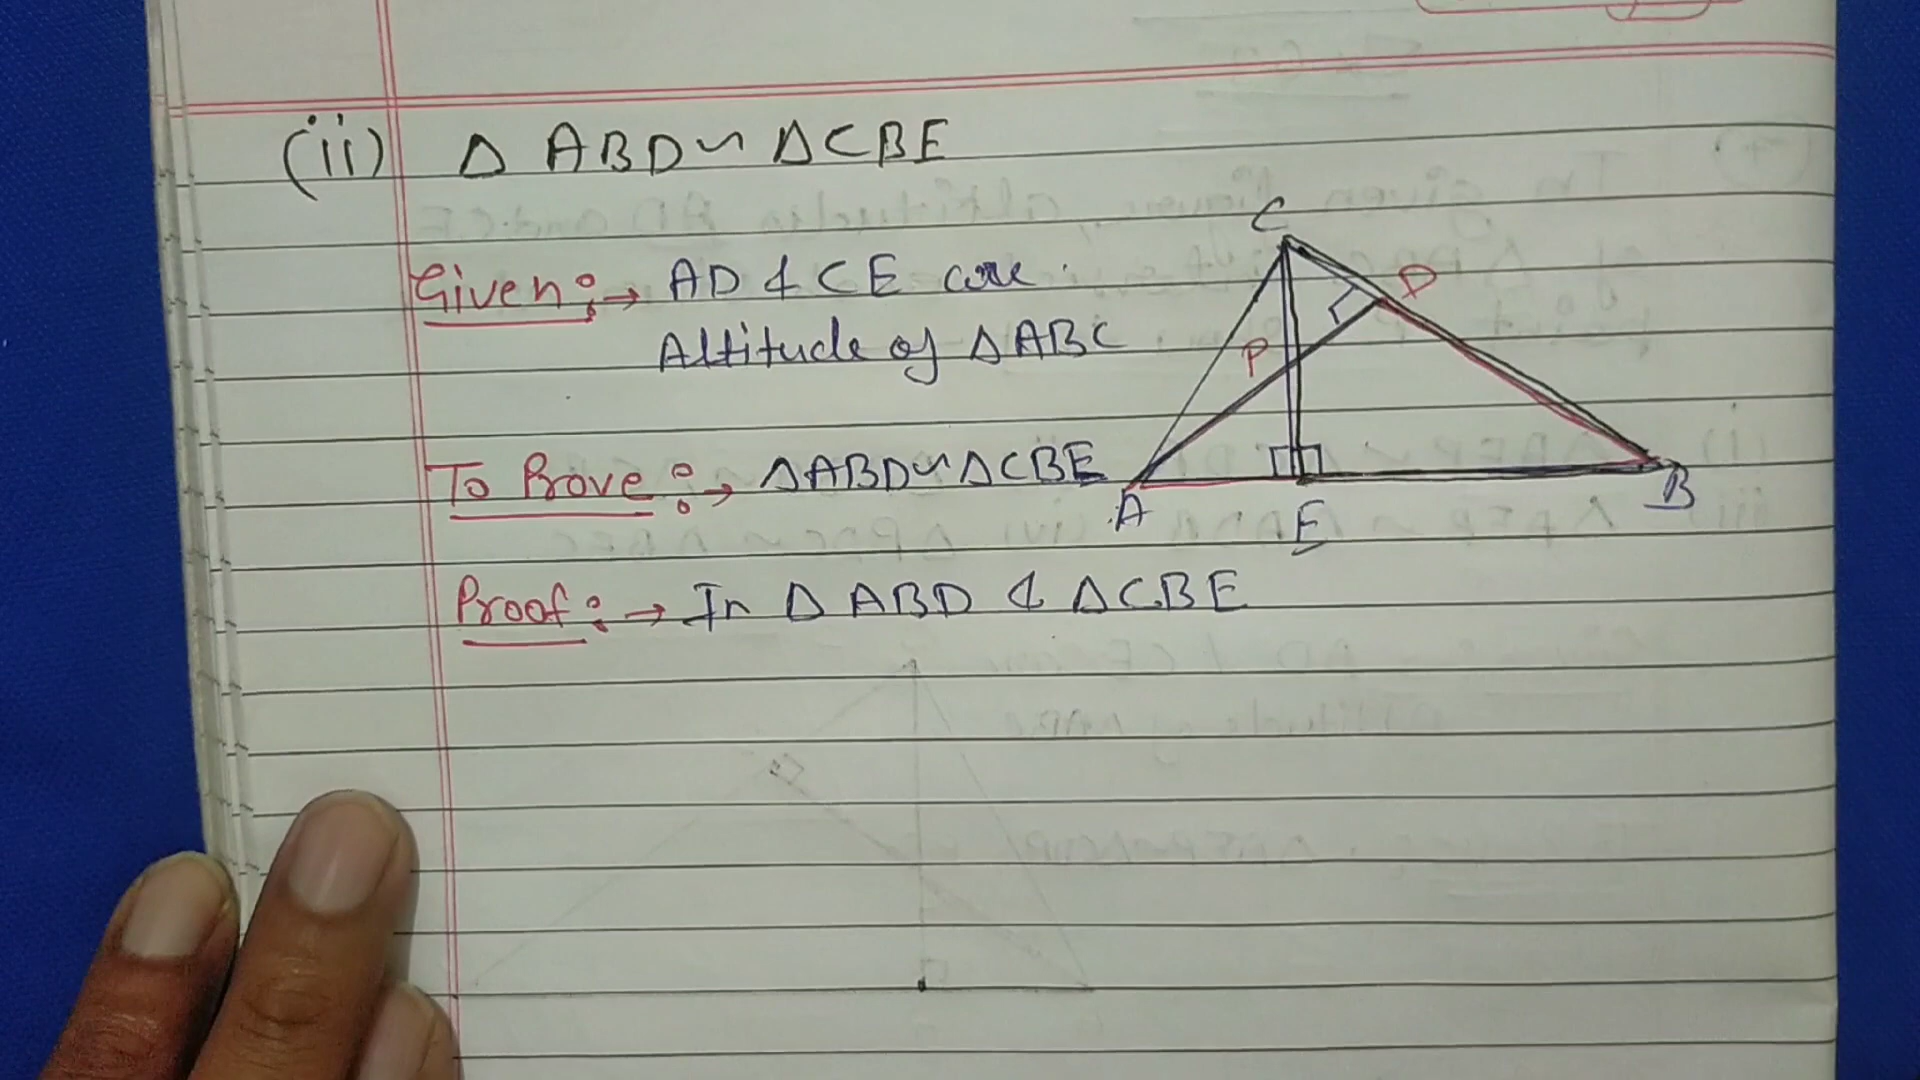 (ii) Δ ABD ~ Δ CBE
Given :→ AD & CE are
Altitude of Δ ABC
To Prove :→ Δ ABD ~ Δ CBE
Proof :→ In Δ ABD & Δ CBE
C
D
P
A
E
B